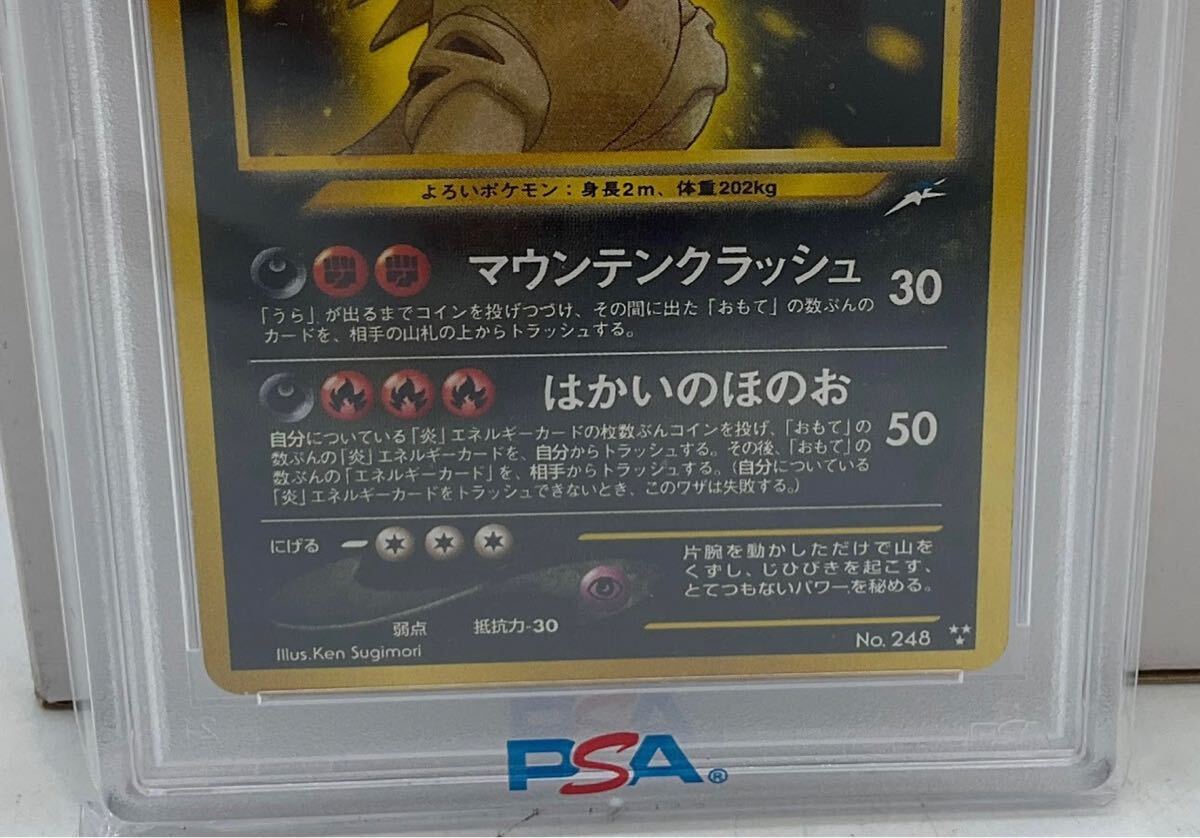 よろいポケモン：身長2m、体重202kg
マウンテンクラッシュ 30
「うら」が出るまでコインを投げつづけ、その間に出た「おもて」の数ぶんの
カードを、相手の山札の上からトラッシュする。
はかいのほのお 50
自分についている「炎」エネルギーカードの枚数ぶんコインを投げ、「おもて」の
数ぶんの「炎」エネルギーカードを、自分からトラッシュする。その後、「おもて」の
数ぶんの「エネルギーカード」を、相手からトラッシュする。（自分についている
「炎」エネルギーカードをトラッシュできないとき、このワザは失敗する。）
にげる
片腕を動かしただけで山を
くずし、じひびきを起こす、
とてつもないパワーを秘める。
弱点 抵抗力-30
Illus.Ken Sugimori
No. 248
PSA®